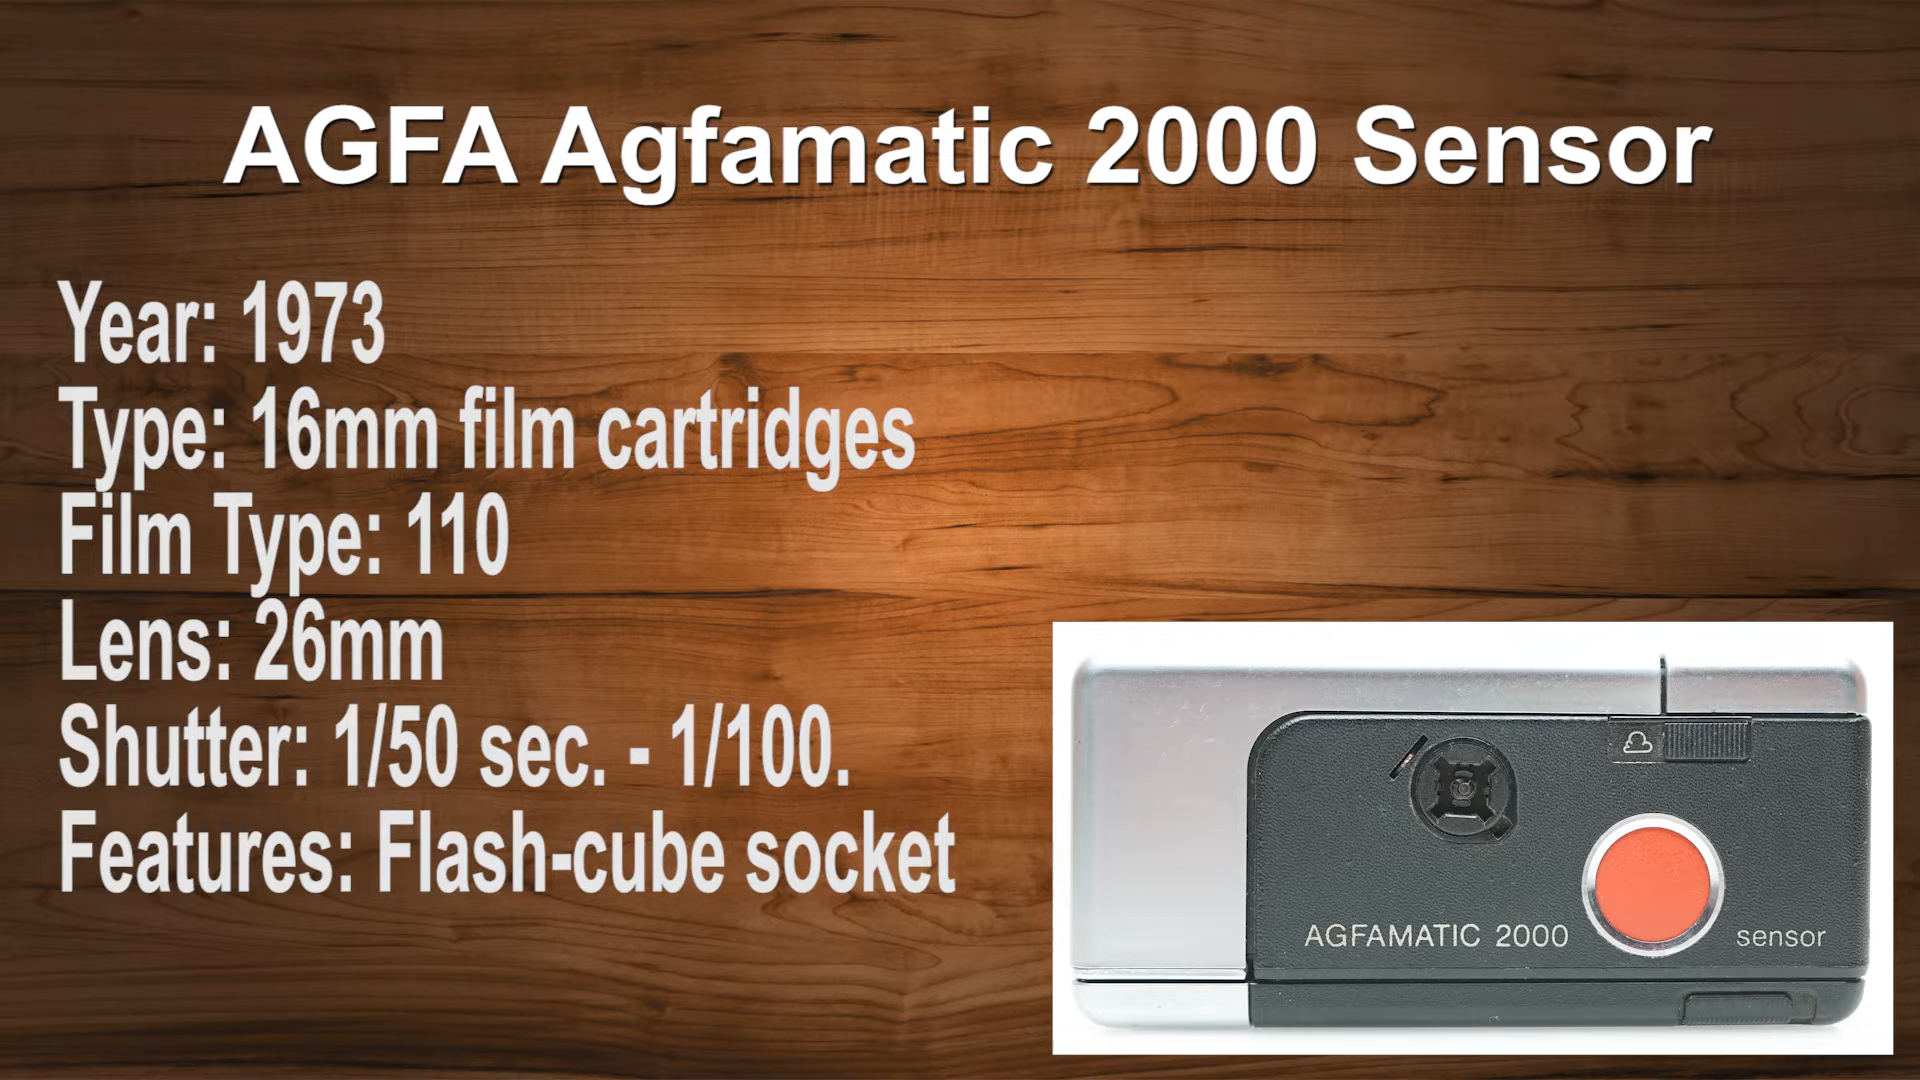 AGFA Agfamatic 2000 Sensor
Year: 1973
Type: 16mm film cartridges
Film Type: 110
Lens: 26mm
Shutter: 1/50 sec. - 1/100.
Features: Flash-cube socket
AGFAMATIC 2000 sensor